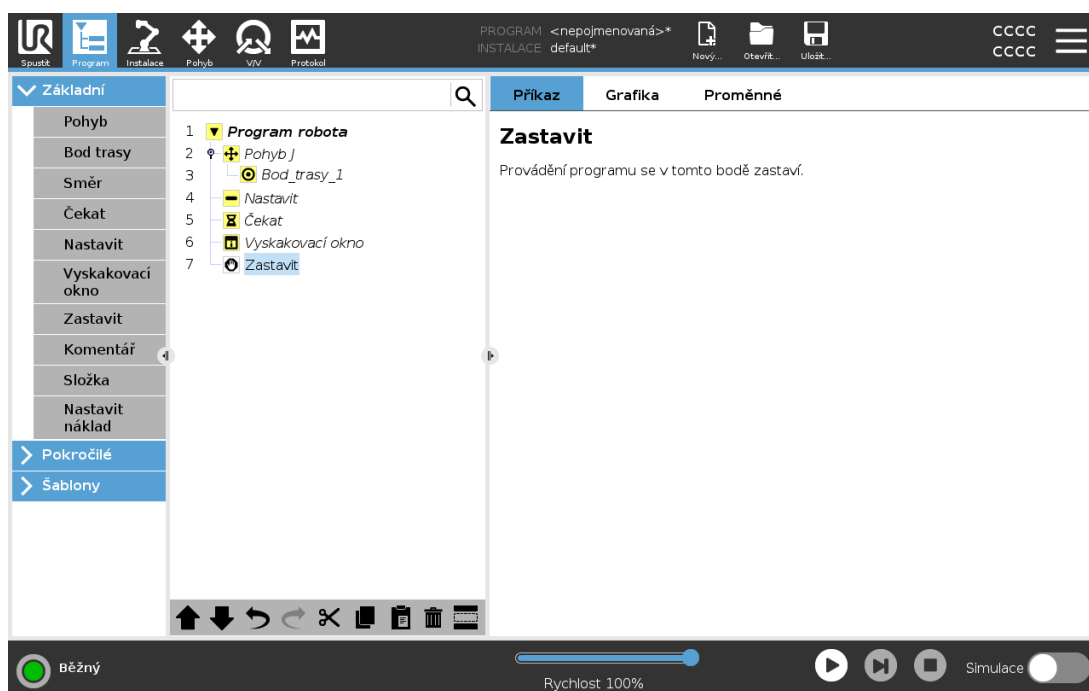 UR
PROGRAM <nepojmenovaná>*
INSTALACE default*
CCCC
CCCC
Spustit Program Instalace Pohyb V/V Protokol Nový... Otevřít... Uložit...
Základní
Pohyb
Bod trasy
Směr
Čekat
Nastavit
Vyskakovací
okno
Zastavit
Komentář
Složka
Nastavit
náklad
Pokročilé
Šablony
1 Program robota
2 Pohyb J
3 Bod_trasy_1
4 Nastavit
5 Čekat
6 Vyskakovací okno
7 Zastavit
Příkaz Grafika Proměnné
Zastavit
Provádění programu se v tomto bodě zastaví.
Běžný
Rychlost 100%
Simulace